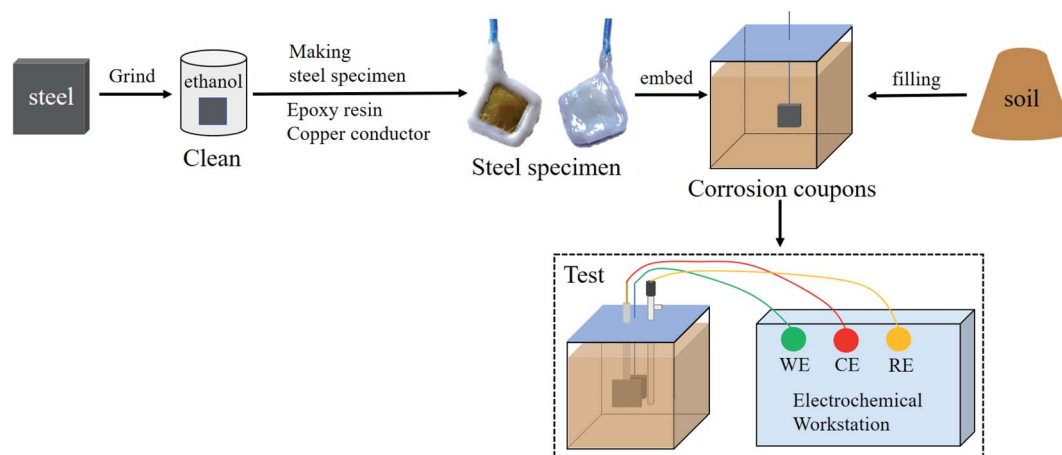 steel
Grind
ethanol
Clean
Making
steel specimen
Epoxy resin
Copper conductor
Steel specimen
embed
Corrosion coupons
filling
soil
Test
WE CE RE
Electrochemical
Workstation